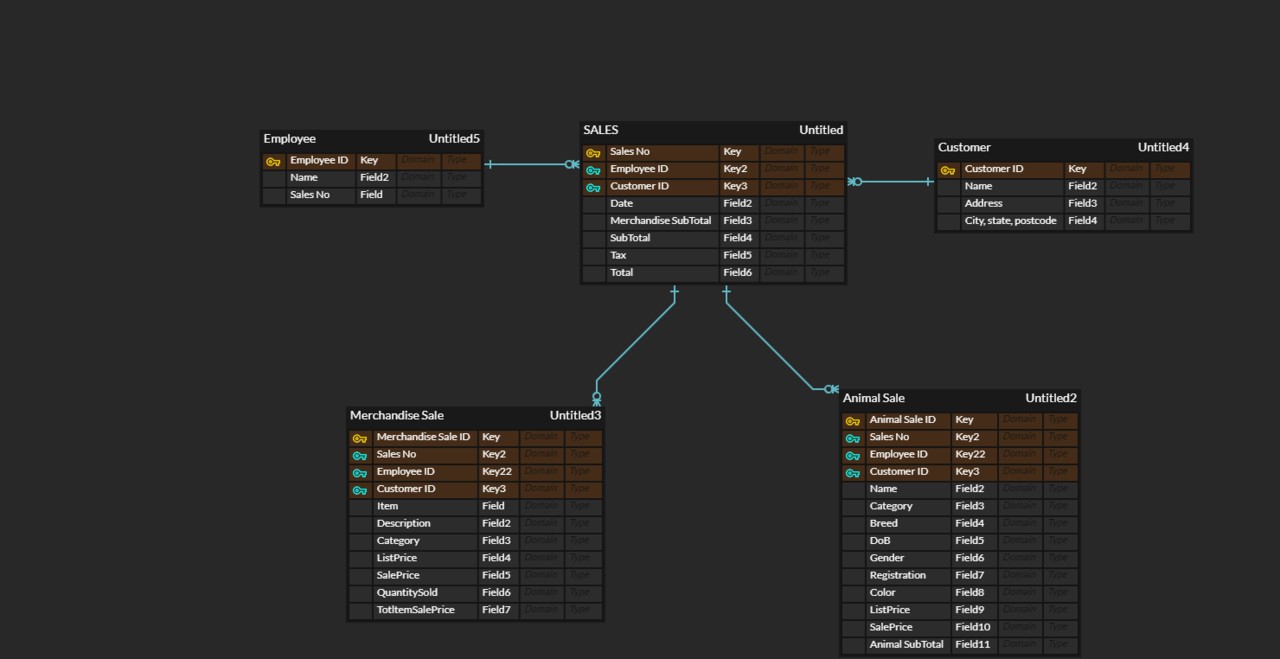 Employee Untitled5
Employee ID Key Domain Type
Name Field2 Domain Type
Sales No Field Domain Type
SALES Untitled
Sales No Key Domain Type
Employee ID Key2 Domain Type
Customer ID Key3 Domain Type
Date Field2 Domain Type
Merchandise SubTotal Field3 Domain Type
SubTotal Field4 Domain Type
Tax Field5 Domain Type
Total Field6 Domain Type
Customer Untitled4
Customer ID Key Domain Type
Name Field2 Domain Type
Address Field3 Domain Type
City, state, postcode Field4 Domain Type
Merchandise Sale Untitled3
Merchandise Sale ID Key Domain Type
Sales No Key2 Domain Type
Employee ID Key22 Domain Type
Customer ID Key3 Domain Type
Item Field Domain Type
Description Field2 Domain Type
Category Field3 Domain Type
ListPrice Field4 Domain Type
SalePrice Field5 Domain Type
QuantitySold Field6 Domain Type
TotItemSalePrice Field7 Domain Type
Animal Sale Untitled2
Animal Sale ID Key Domain Type
Sales No Key2 Domain Type
Employee ID Key22 Domain Type
Customer ID Key3 Domain Type
Name Field2 Domain Type
Category Field3 Domain Type
Breed Field4 Domain Type
DoB Field5 Domain Type
Gender Field6 Domain Type
Registration Field7 Domain Type
Color Field8 Domain Type
ListPrice Field9 Domain Type
SalePrice Field10 Domain Type
Animal SubTotal Field11 Domain Type